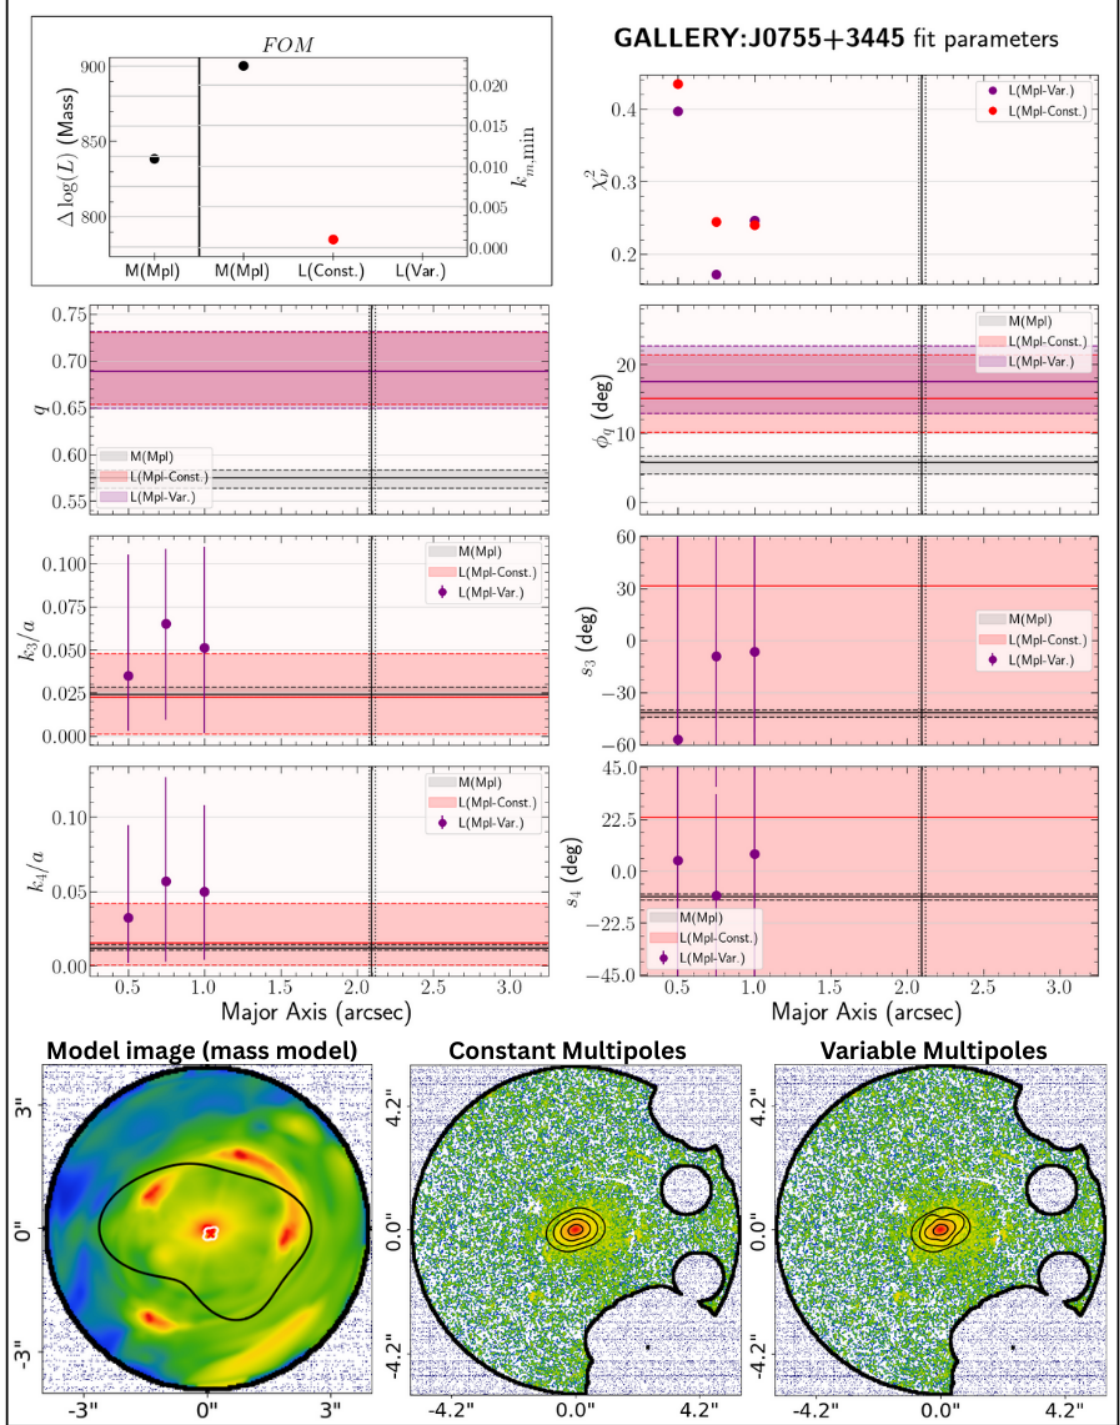 FOM
GALLERY:J0755+3445 fit parameters
Δlog(L) (Mass)
900
850
800
0.020
0.015
0.010
0.005
0.000
k_{m,min}
M(Mpl) M(Mpl) L(Const.) L(Var.)
χ²_ν
0.4
0.3
0.2
L(Mpl-Var.)
L(Mpl-Const.)
q
0.75
0.70
0.65
0.60
0.55
M(Mpl)
L(Mpl-Const.)
L(Mpl-Var.)
ϕ_q (deg)
20
10
0
M(Mpl)
L(Mpl-Const.)
L(Mpl-Var.)
k₃/a
0.100
0.075
0.050
0.025
0.000
M(Mpl)
L(Mpl-Const.)
L(Mpl-Var.)
s₃ (deg)
60
30
0
−30
−60
M(Mpl)
L(Mpl-Const.)
L(Mpl-Var.)
k₄/a
0.10
0.05
0.00
M(Mpl)
L(Mpl-Const.)
L(Mpl-Var.)
0.5 1.0 1.5 2.0 2.5 3.0
Major Axis (arcsec)
s₄ (deg)
45.0
22.5
0.0
−22.5
−45.0
M(Mpl)
L(Mpl-Const.)
L(Mpl-Var.)
0.5 1.0 1.5 2.0 2.5 3.0
Major Axis (arcsec)
Model image (mass model)
3"
0"
-3"
-3" 0" 3"
Constant Multipoles
4.2"
0.0"
-4.2"
-4.2" 0.0" 4.2"
Variable Multipoles
4.2"
0.0"
-4.2"
-4.2" 0.0" 4.2"